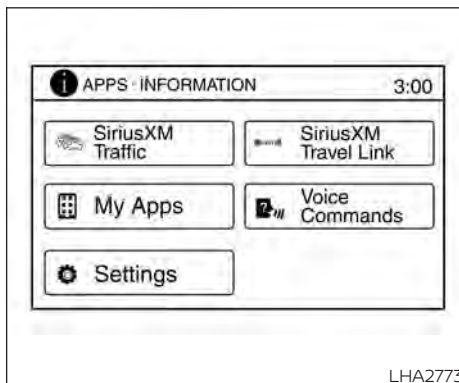 i APPS · INFORMATION 3:00
SiriusXM
Traffic
SiriusXM
Travel Link
My Apps
Voice
Commands
Settings
LHA2773